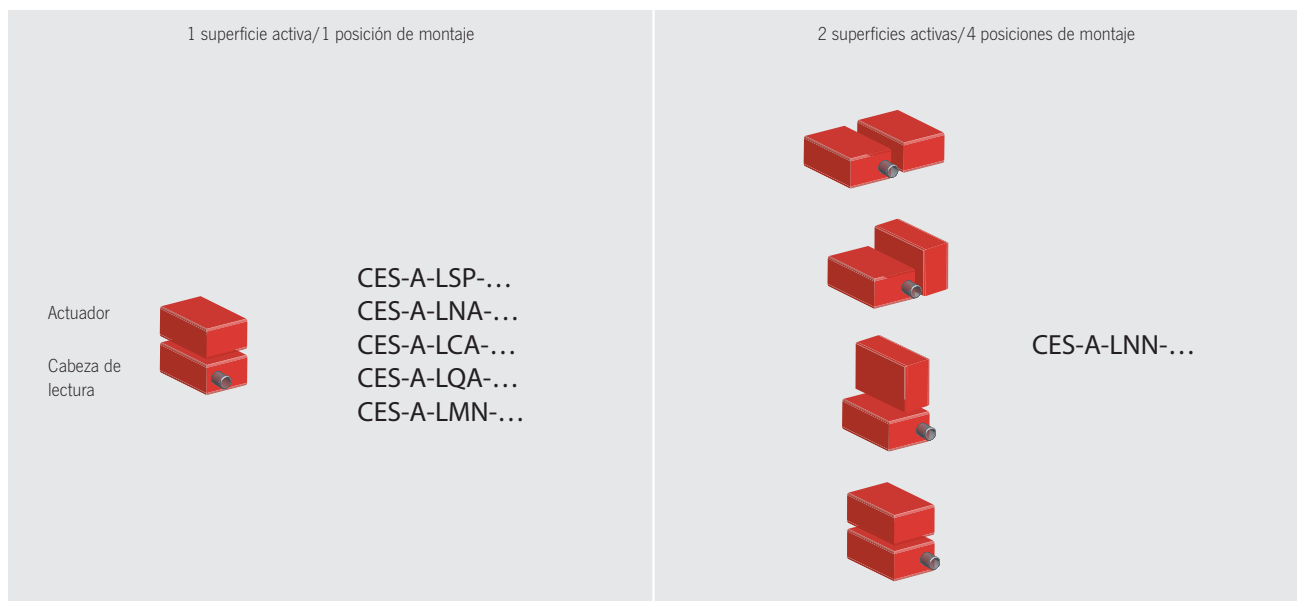 1 superficie activa/1 posición de montaje
Actuador
Cabeza de
lectura
CES-A-LSP-…
CES-A-LNA-…
CES-A-LCA-…
CES-A-LQA-…
CES-A-LMN-…
2 superficies activas/4 posiciones de montaje
CES-A-LNN-…